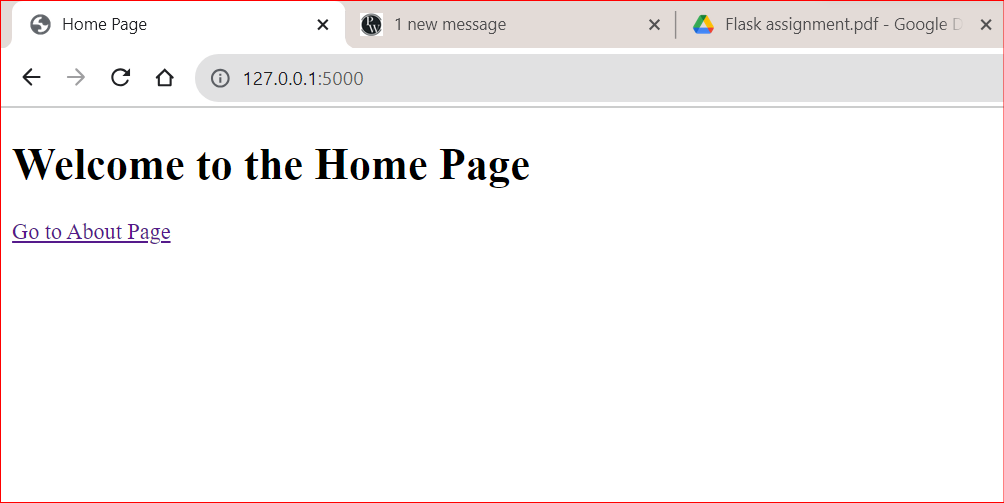 Home Page
1 new message
Flask assignment.pdf - Google D
127.0.0.1:5000
Welcome to the Home Page
Go to About Page